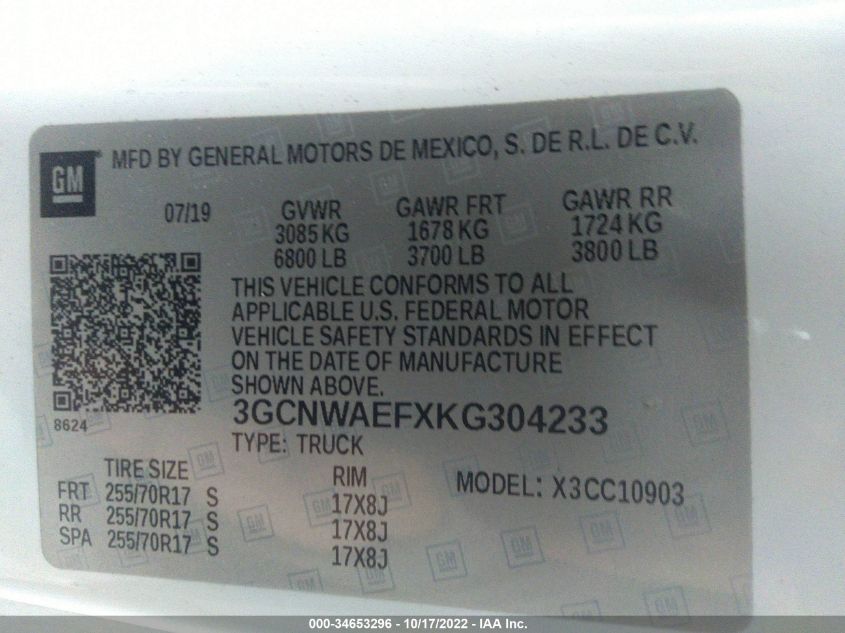 GM ® MFD BY GENERAL MOTORS DE MEXICO, S. DE R.L. DE C.V.
07/19 GVWR GAWR FRT GAWR RR
3085 KG 1678 KG 1724 KG
6800 LB 3700 LB 3800 LB
THIS VEHICLE CONFORMS TO ALL
APPLICABLE U.S. FEDERAL MOTOR
VEHICLE SAFETY STANDARDS IN EFFECT
ON THE DATE OF MANUFACTURE
SHOWN ABOVE.
8624
3GCNWAEFXKG304233
TYPE: TRUCK
TIRE SIZE RIM MODEL: X3CC10903
FRT 255/70R17 S 17X8J
RR 255/70R17 S 17X8J
SPA 255/70R17 S 17X8J
000-34653296 - 10/17/2022 - IAA Inc.